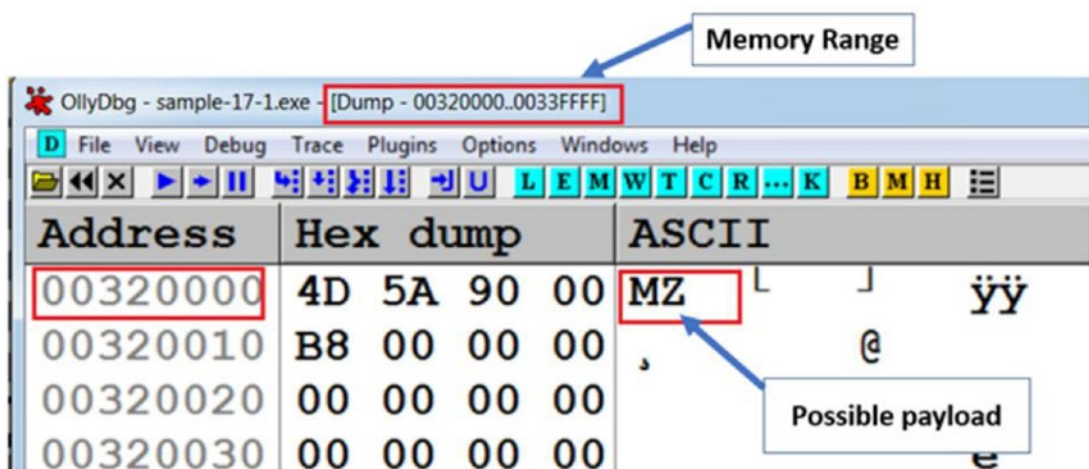 Memory Range
OllyDbg - sample-17-1.exe - [Dump - 00320000..0033FFFF]
D File View Debug Trace Plugins Options Windows Help
L E M W T C R ... K B M H
Address Hex dump ASCII
00320000 4D 5A 90 00 MZ ÿÿ
00320010 B8 00 00 00 ¸ @
00320020 00 00 00 00
Possible payload
00320030 00 00 00 00